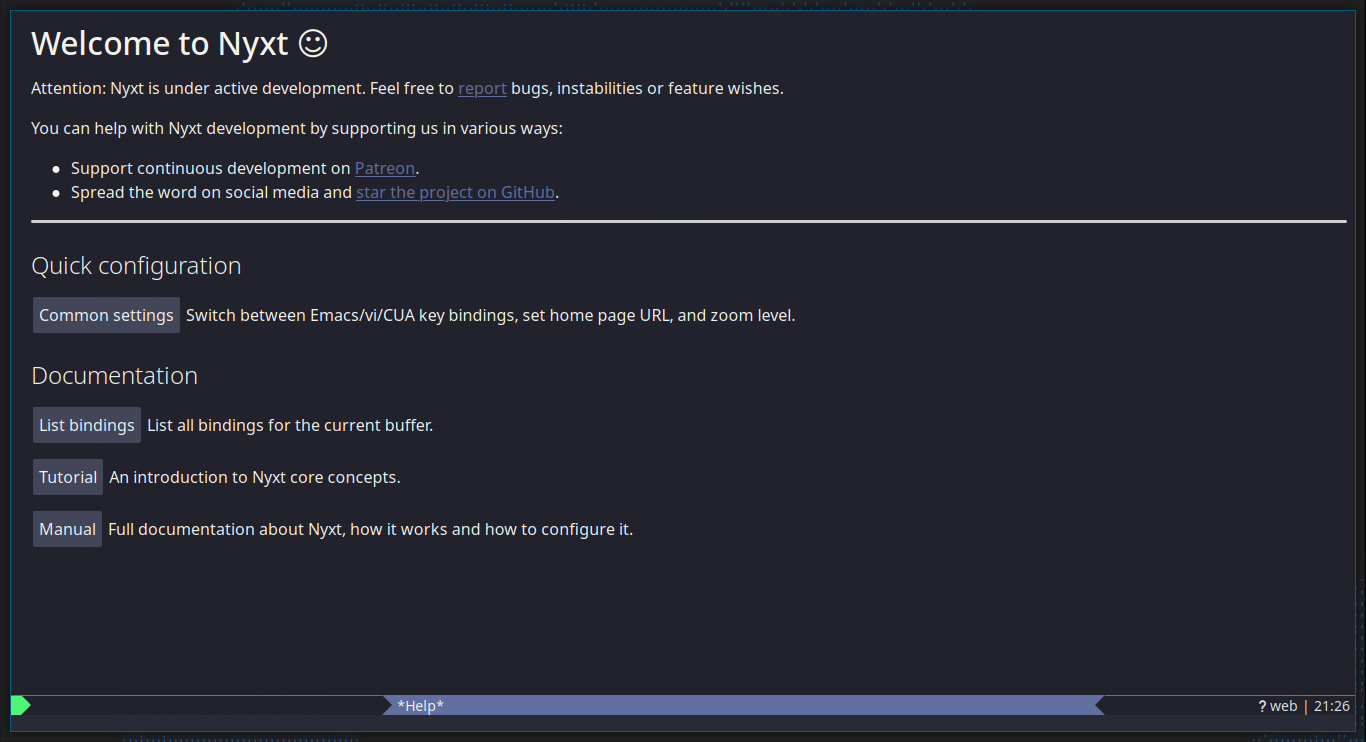 Welcome to Nyxt ☺
Attention: Nyxt is under active development. Feel free to report bugs, instabilities or feature wishes.
You can help with Nyxt development by supporting us in various ways:
● Support continuous development on Patreon.
● Spread the word on social media and star the project on GitHub.
Quick configuration
Common settings Switch between Emacs/vi/CUA key bindings, set home page URL, and zoom level.
Documentation
List bindings List all bindings for the current buffer.
Tutorial An introduction to Nyxt core concepts.
Manual Full documentation about Nyxt, how it works and how to configure it.
*Help* ? web | 21:26